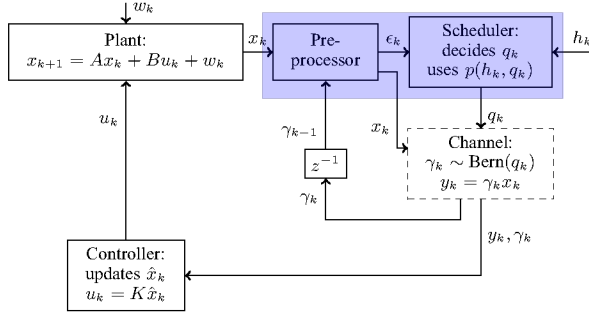 w_k
Plant:
x_{k+1} = Ax_k + Bu_k + w_k
x_k
Pre-
processor
ϵ_k
Scheduler:
decides q_k
uses p(h_k, q_k)
h_k
u_k
γ_{k−1}
x_k
q_k
z^{−1}
Channel:
γ_k ∼ Bern(q_k)
y_k = γ_k x_k
γ_k
y_k, γ_k
Controller:
updates x̂_k
u_k = Kx̂_k